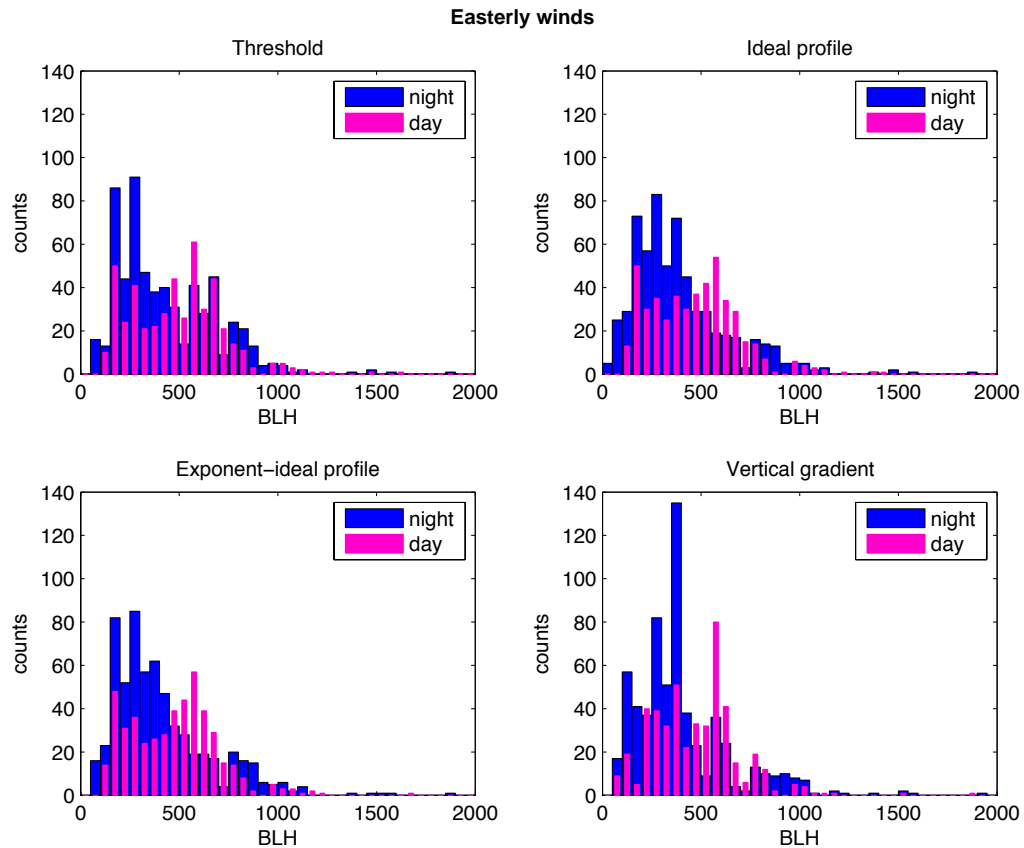 Easterly winds
Threshold
140
120
100
80
60
40
20
0
counts
0 500 1000 1500 2000
BLH
night
day
Ideal profile
140
120
100
80
60
40
20
0
counts
0 500 1000 1500 2000
BLH
night
day
Exponent−ideal profile
140
120
100
80
60
40
20
0
counts
0 500 1000 1500 2000
BLH
night
day
Vertical gradient
140
120
100
80
60
40
20
0
counts
0 500 1000 1500 2000
BLH
night
day